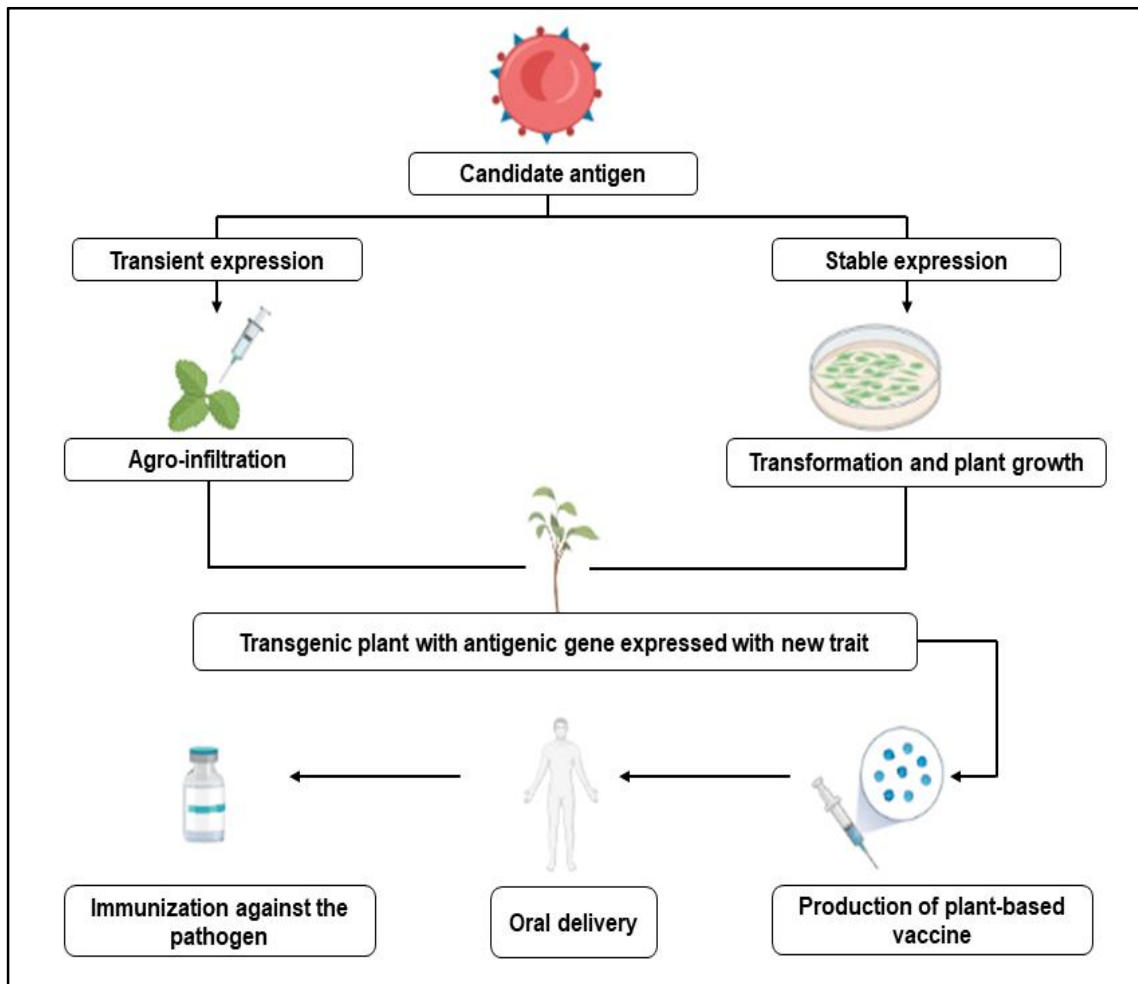 Candidate antigen
Transient expression
Stable expression
Agro-infiltration
Transformation and plant growth
Transgenic plant with antigenic gene expressed with new trait
Immunization against the
pathogen
Oral delivery
Production of plant-based
vaccine